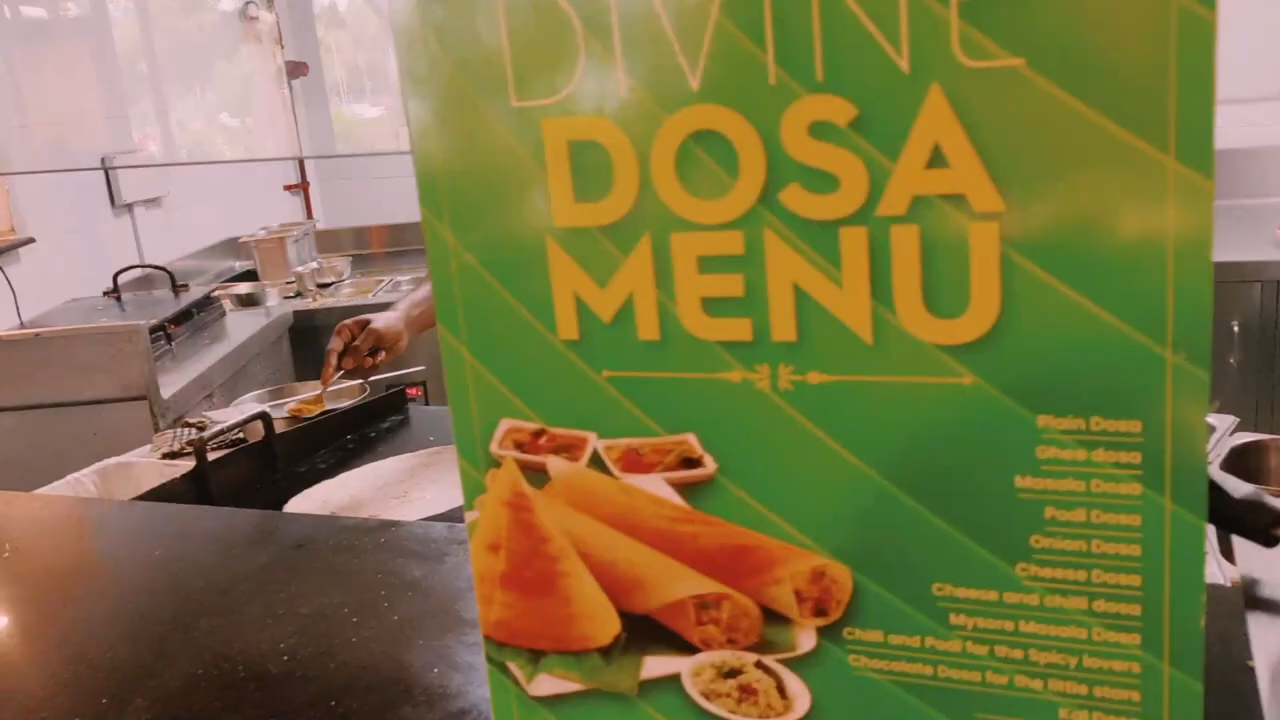 DIVINE
DOSA
MENU
Plain Dosa
Ghee dosa
Masala Dosa
Podi Dosa
Onion Dosa
Cheese Dosa
Cheese and chilli dosa
Mysore Masala Dosa
Chilli and Podi for the Spicy lovers
Chocolate Dosa for the little stars